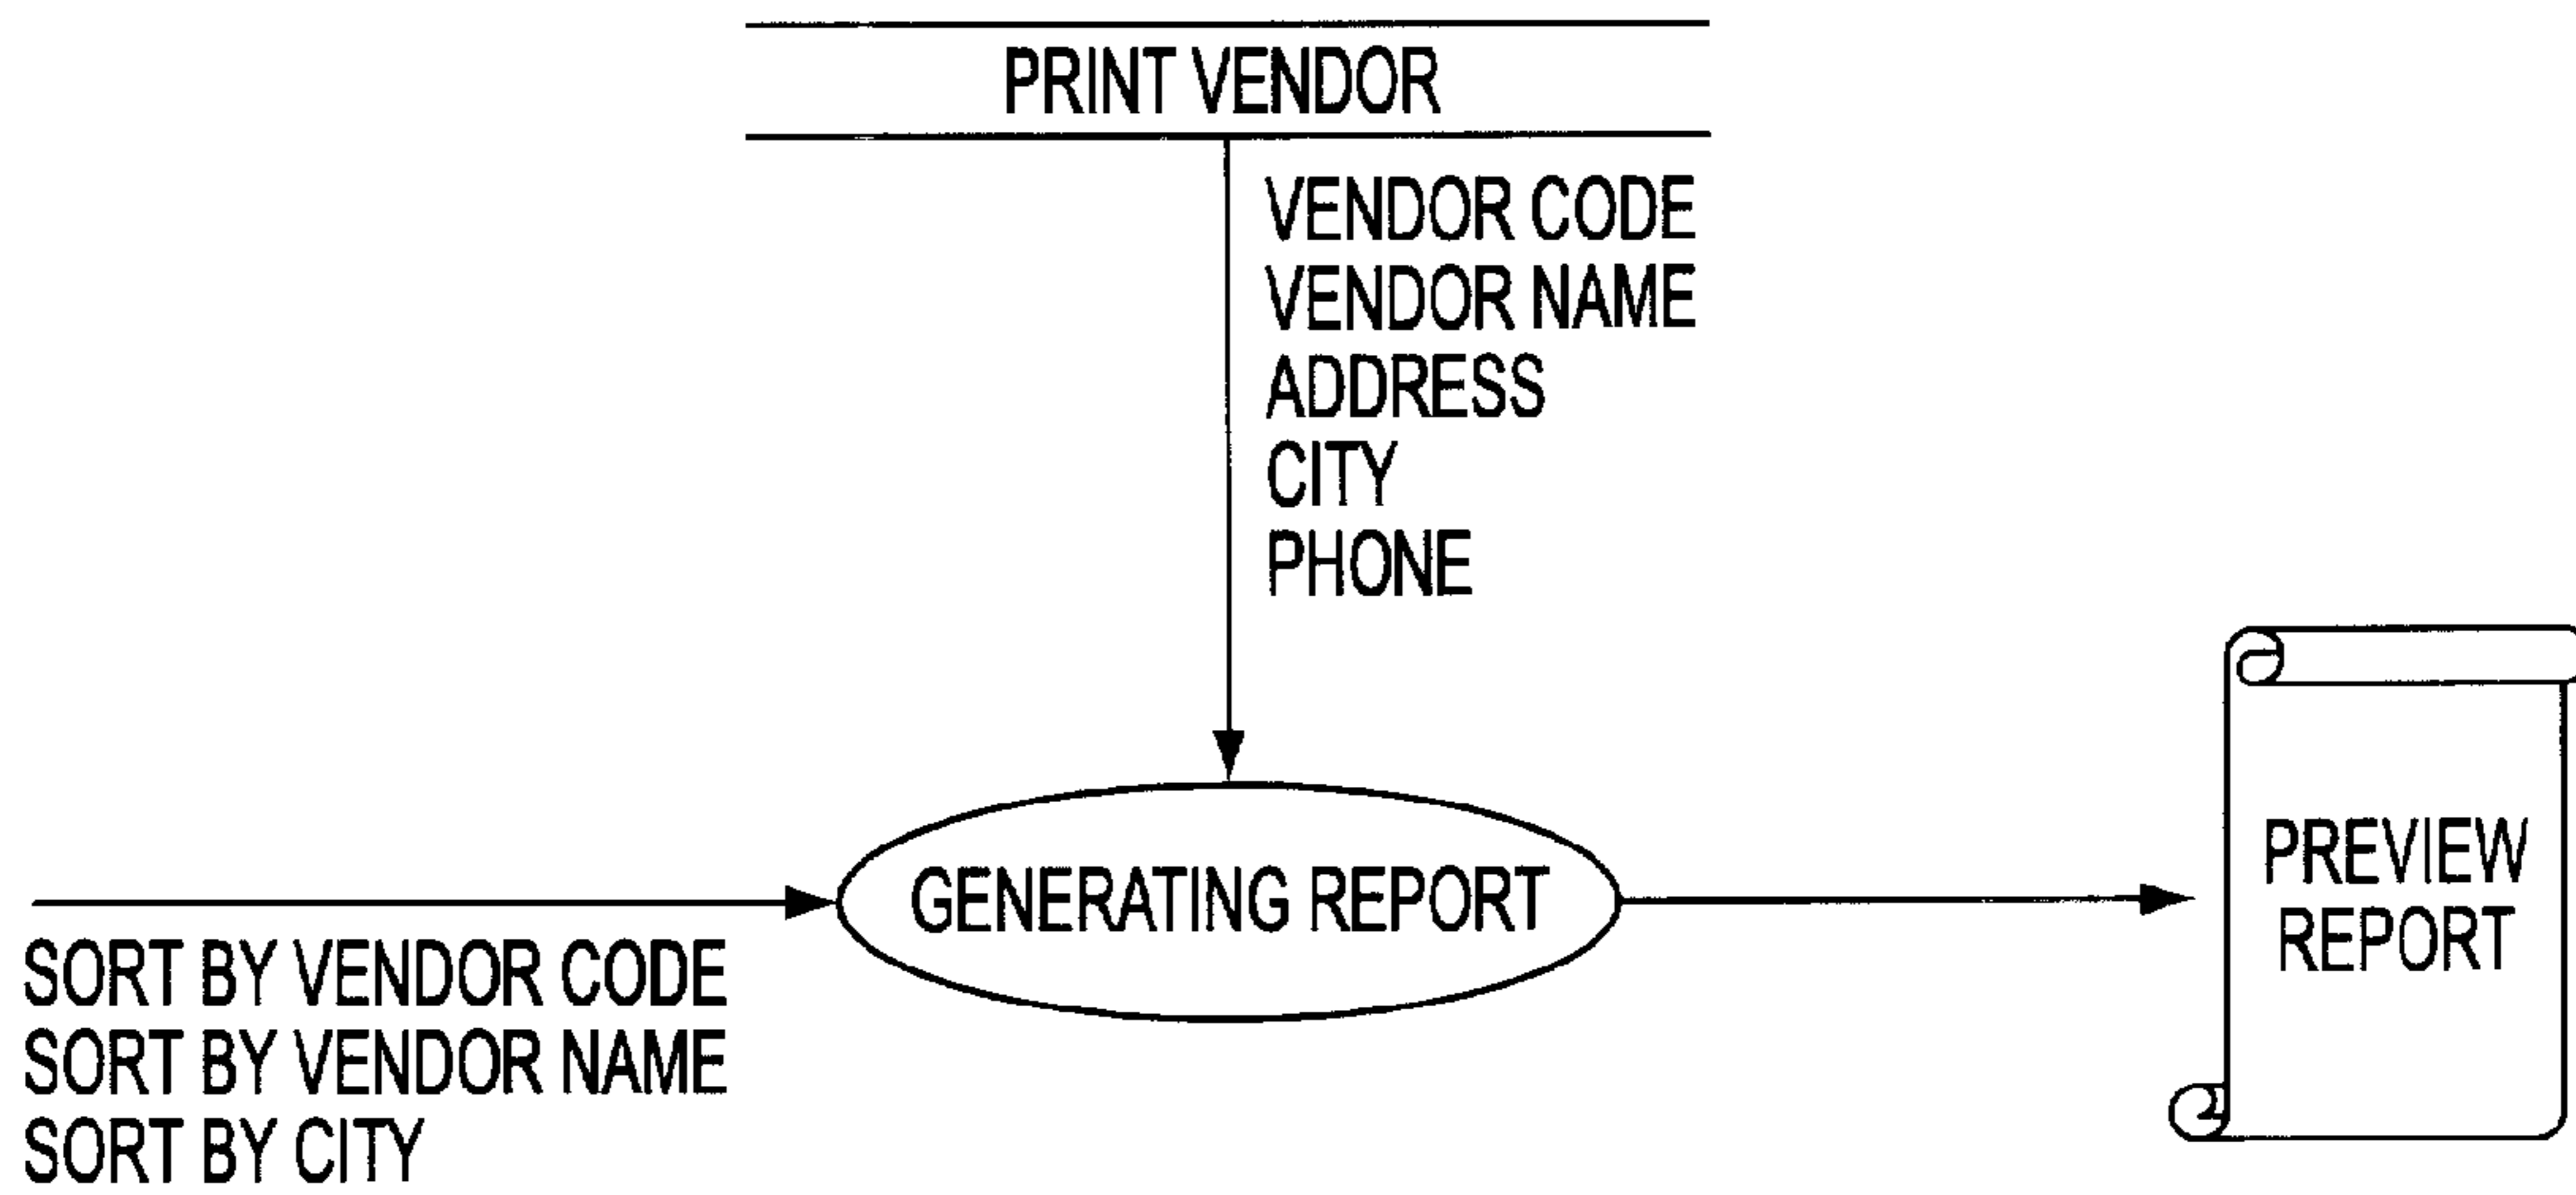 PRINT VENDOR
VENDOR CODE
VENDOR NAME
ADDRESS
CITY
PHONE
GENERATING REPORT
SORT BY VENDOR CODE
SORT BY VENDOR NAME
SORT BY CITY
PREVIEW
REPORT